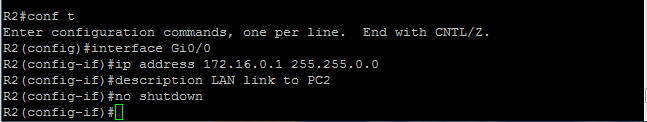 R2#conf t
Enter configuration commands, one per line.  End with CNTL/Z.
R2(config)#interface Gi0/0
R2(config-if)#ip address 172.16.0.1 255.255.0.0
R2(config-if)#description LAN link to PC2
R2(config-if)#no shutdown
R2(config-if)#